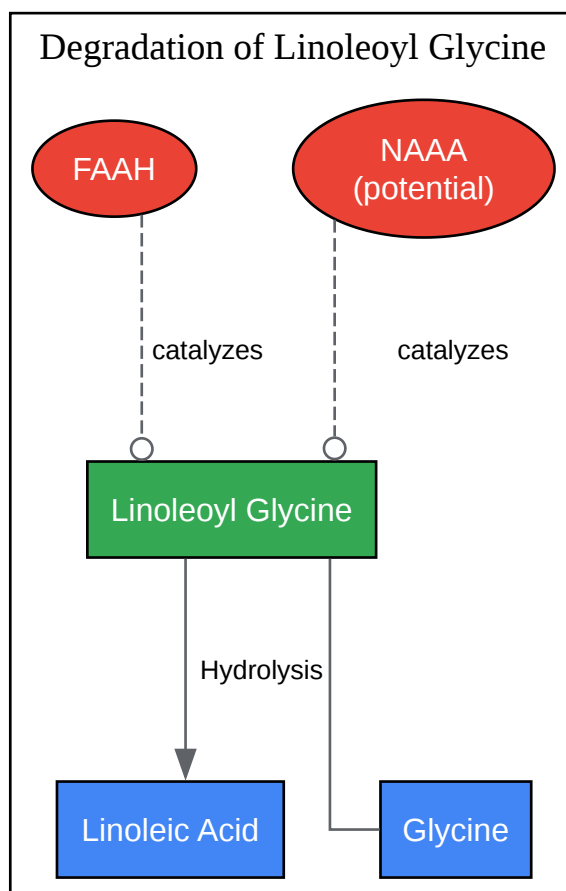 Degradation of Linoleoyl Glycine
FAAH
NAAA
(potential)
catalyzes
catalyzes
Linoleoyl Glycine
Hydrolysis
Linoleic Acid
Glycine